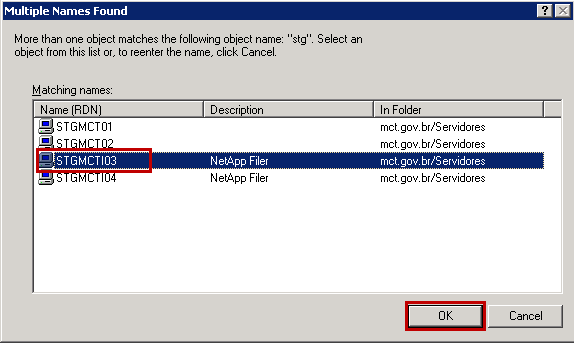 Multiple Names Found
More than one object matches the following object name: "stg". Select an
object from this list or, to reenter the name, click Cancel.
Matching names:
Name (RDN) Description In Folder
STGMCT01 mct.gov.br/Servidores
STGMCT02 mct.gov.br/Servidores
STGMCTI03 NetApp Filer mct.gov.br/Servidores
STGMCTI04 NetApp Filer mct.gov.br/Servidores
OK Cancel